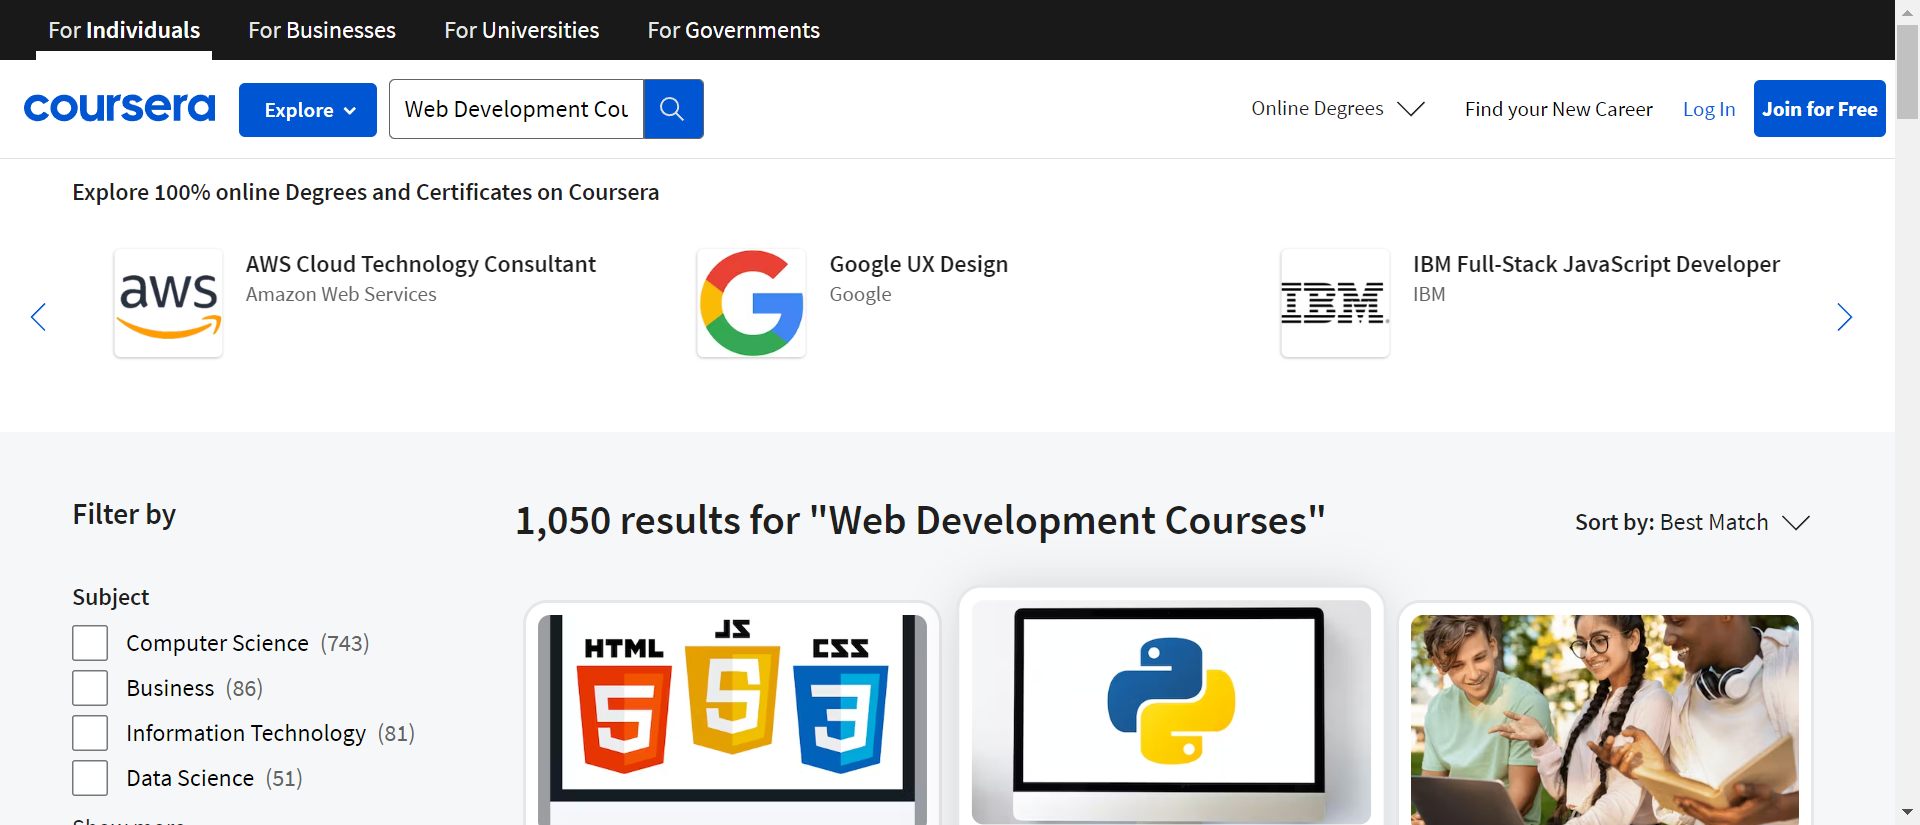 For Individuals
For Businesses
For Universities
For Governments
coursera
Explore
Web Development Cou
Online Degrees
Find your New Career
Log In
Join for Free
Explore 100% online Degrees and Certificates on Coursera
aws
AWS Cloud Technology Consultant
Amazon Web Services
Google UX Design
Google
IBM
IBM Full-Stack JavaScript Developer
IBM
Filter by
1,050 results for "Web Development Courses"
Sort by: Best Match
Subject
Computer Science (743)
Business (86)
Information Technology (81)
Data Science (51)
Show more
HTML
JS
CSS
5
5
3